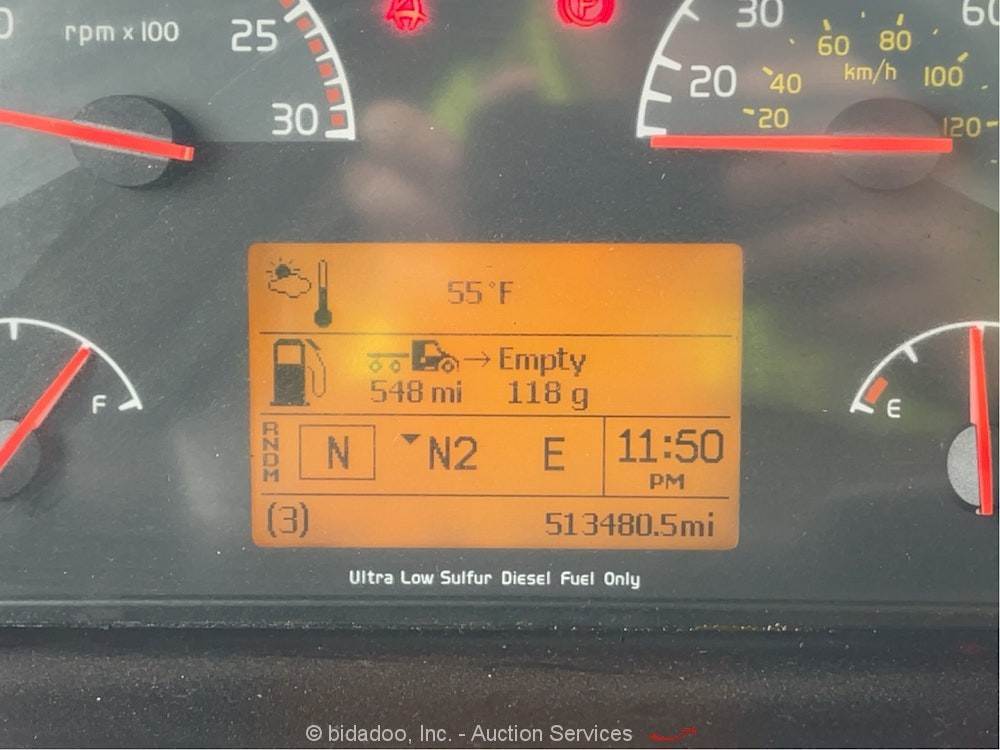 rpm x 100
25
30
30
60
20
60
80
40
km/h
100
20
120
55°F
→ Empty
548 mi 118 g
F
E
RNDM
N
N2
E
11:50
PM
(3)
513480.5mi
Ultra Low Sulfur Diesel Fuel Only
© bidadoo, Inc. - Auction Services